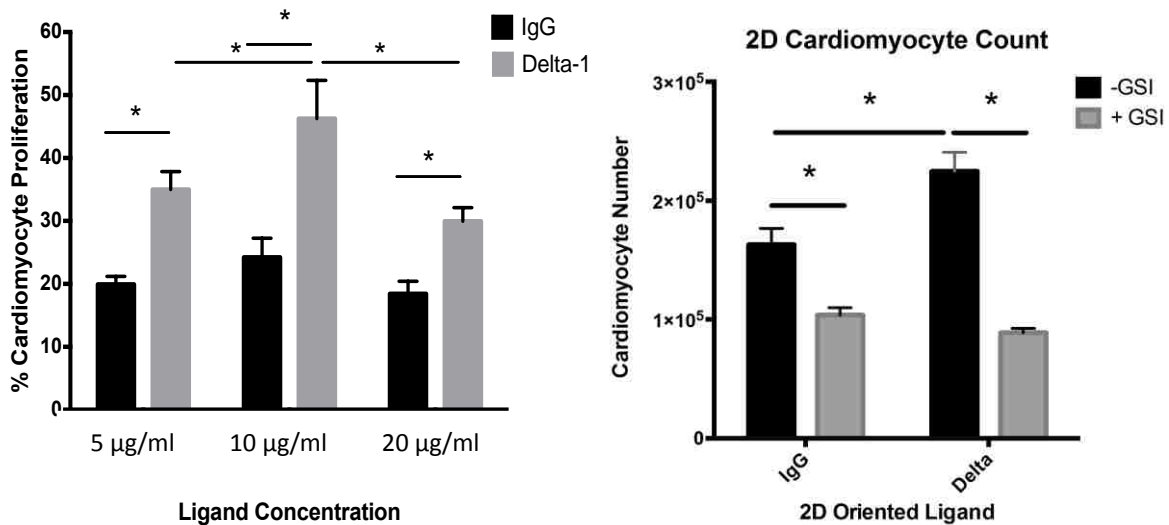 % Cardiomyocyte Proliferation
60
50
40
30
20
10
0
*
*
*
*
*
IgG
Delta-1
5 µg/ml
10 µg/ml
20 µg/ml
Ligand Concentration
2D Cardiomyocyte Count
Cardiomyocyte Number
3×10⁵
2×10⁵
1×10⁵
0
*
*
*
-GSI
+ GSI
IgG
Delta
2D Oriented Ligand